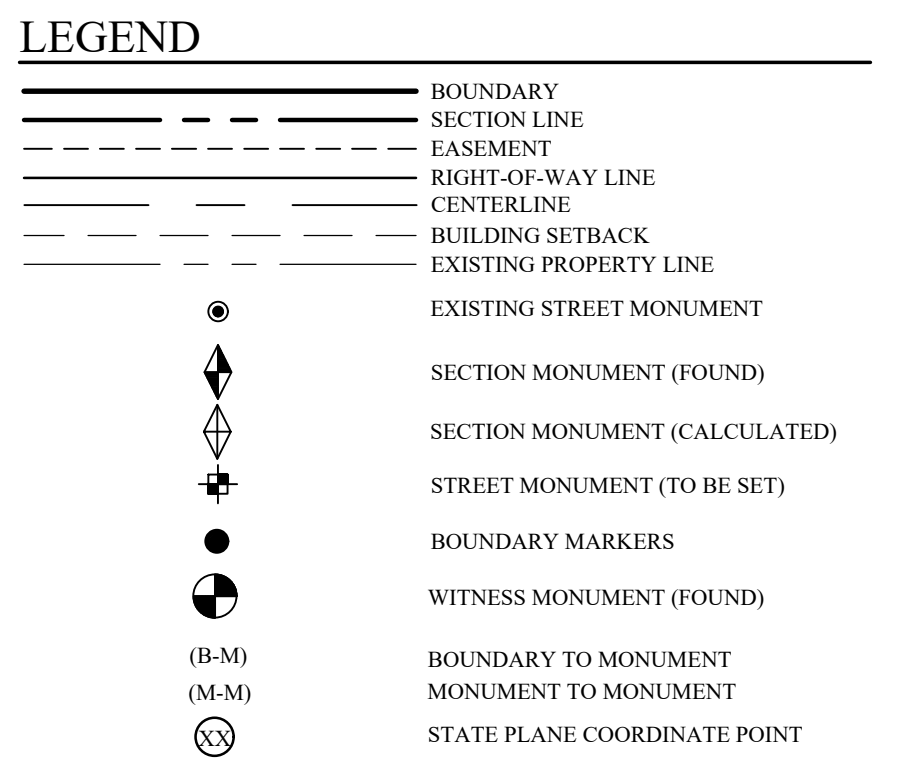 LEGEND
BOUNDARY
SECTION LINE
EASEMENT
RIGHT-OF-WAY LINE
CENTERLINE
BUILDING SETBACK
EXISTING PROPERTY LINE
EXISTING STREET MONUMENT
SECTION MONUMENT (FOUND)
SECTION MONUMENT (CALCULATED)
STREET MONUMENT (TO BE SET)
BOUNDARY MARKERS
WITNESS MONUMENT (FOUND)
(B-M) BOUNDARY TO MONUMENT
(M-M) MONUMENT TO MONUMENT
XX STATE PLANE COORDINATE POINT